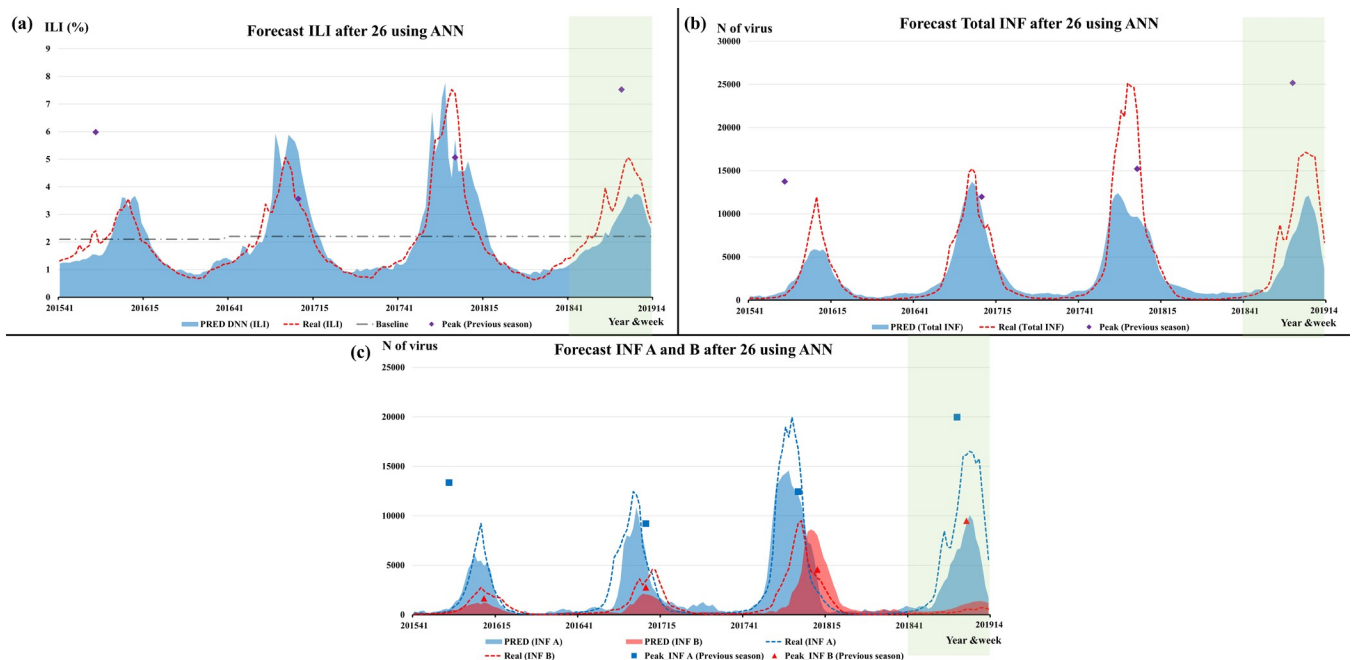 (a)
ILI (%)
Forecast ILI after 26 using ANN
9
8
7
6
5
4
3
2
1
0
201541
201615
201641
201715
201741
201815
201841
201914
PRED DNN (ILI)
Real (ILI)
Baseline
Peak (Previous season)
Year &week
(b)
N of virus
Forecast Total INF after 26 using ANN
30000
25000
20000
15000
10000
5000
0
201541
201615
201641
201715
201741
201815
201841
201914
PRED (Total INF)
Real (Total INF)
Peak (Previous season)
Year &week
(c)
N of virus
Forecast INF A and B after 26 using ANN
25000
20000
15000
10000
5000
0
201541
201615
201641
201715
201741
201815
201841
201914
PRED (INF A)
PRED (INF B)
Real (INF A)
Year &week
Real (INF B)
Peak INF A (Previous season)
Peak INF B (Previous season)